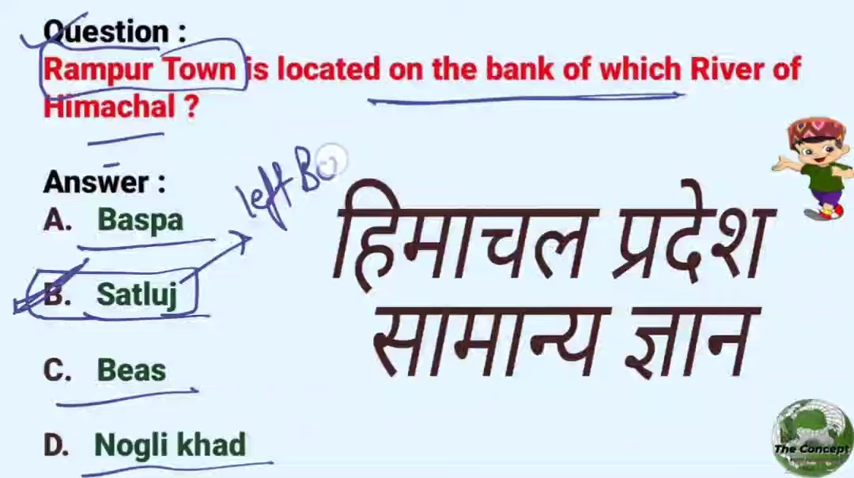 Question :
Rampur Town is located on the bank of which River of
Himachal ?
Answer :
left Ba
A. Baspa
हिमाचल प्रदेश
B. Satluj
सामान्य ज्ञान
C. Beas
D. Nogli khad
The Concept